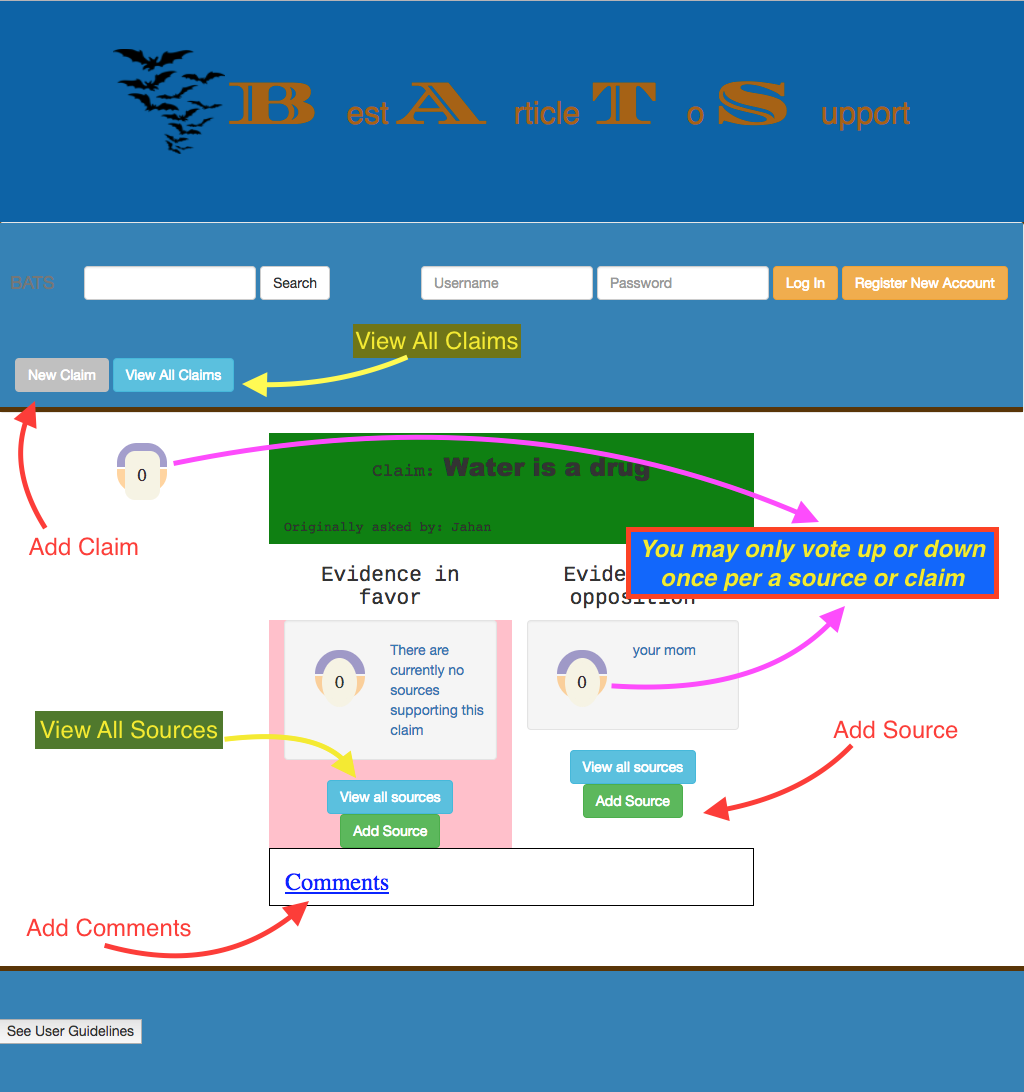 Best Article To Support
BATS
Search
Username
Password
Log In
Register New Account
View All Claims
New Claim
View All Claims
0
Claim: Water is a drug
Originally asked by: Jahan
Add Claim
You may only vote up or down
once per a source or claim
Evidence in
favor
Evide
opposition
0
There are
currently no
sources
supporting this
claim
0
your mom
View All Sources
Add Source
View all sources
Add Source
View all sources
Add Source
Comments
Add Comments
See User Guidelines